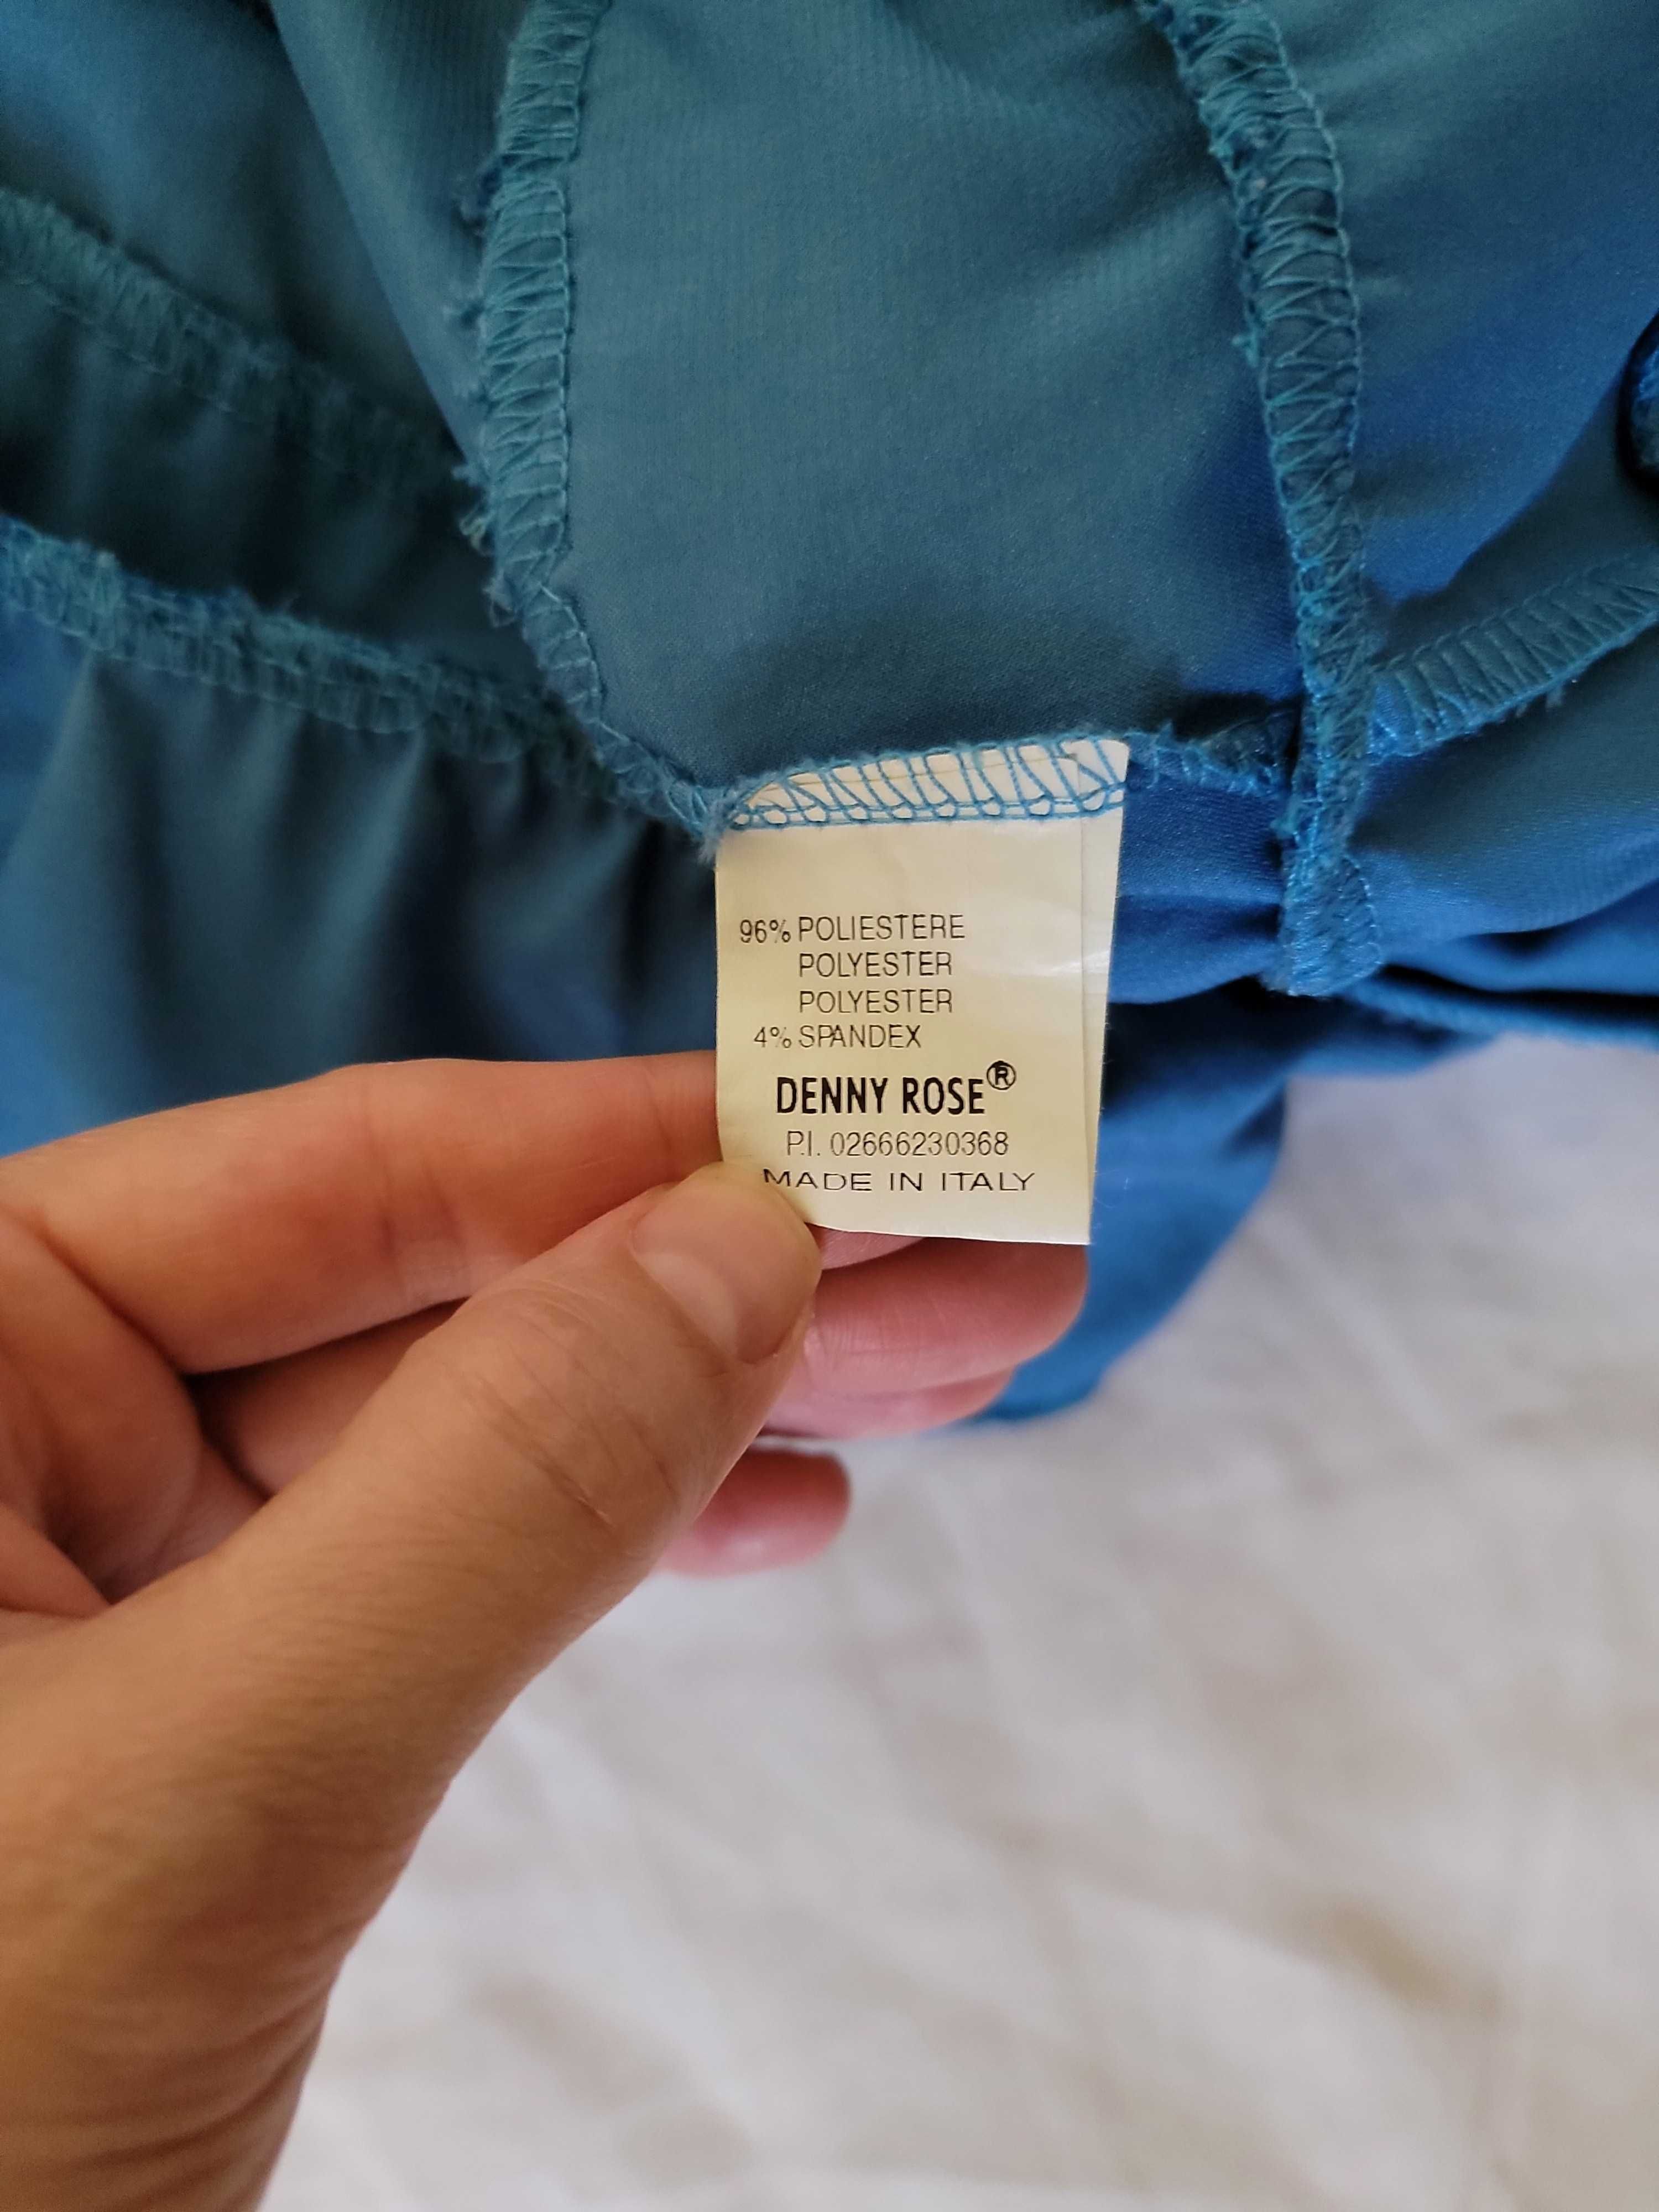 96% POLIESTERE
POLYESTER
POLYESTER
4% SPANDEX
DENNY ROSE®
P.I. 02666230368
MADE IN ITALY